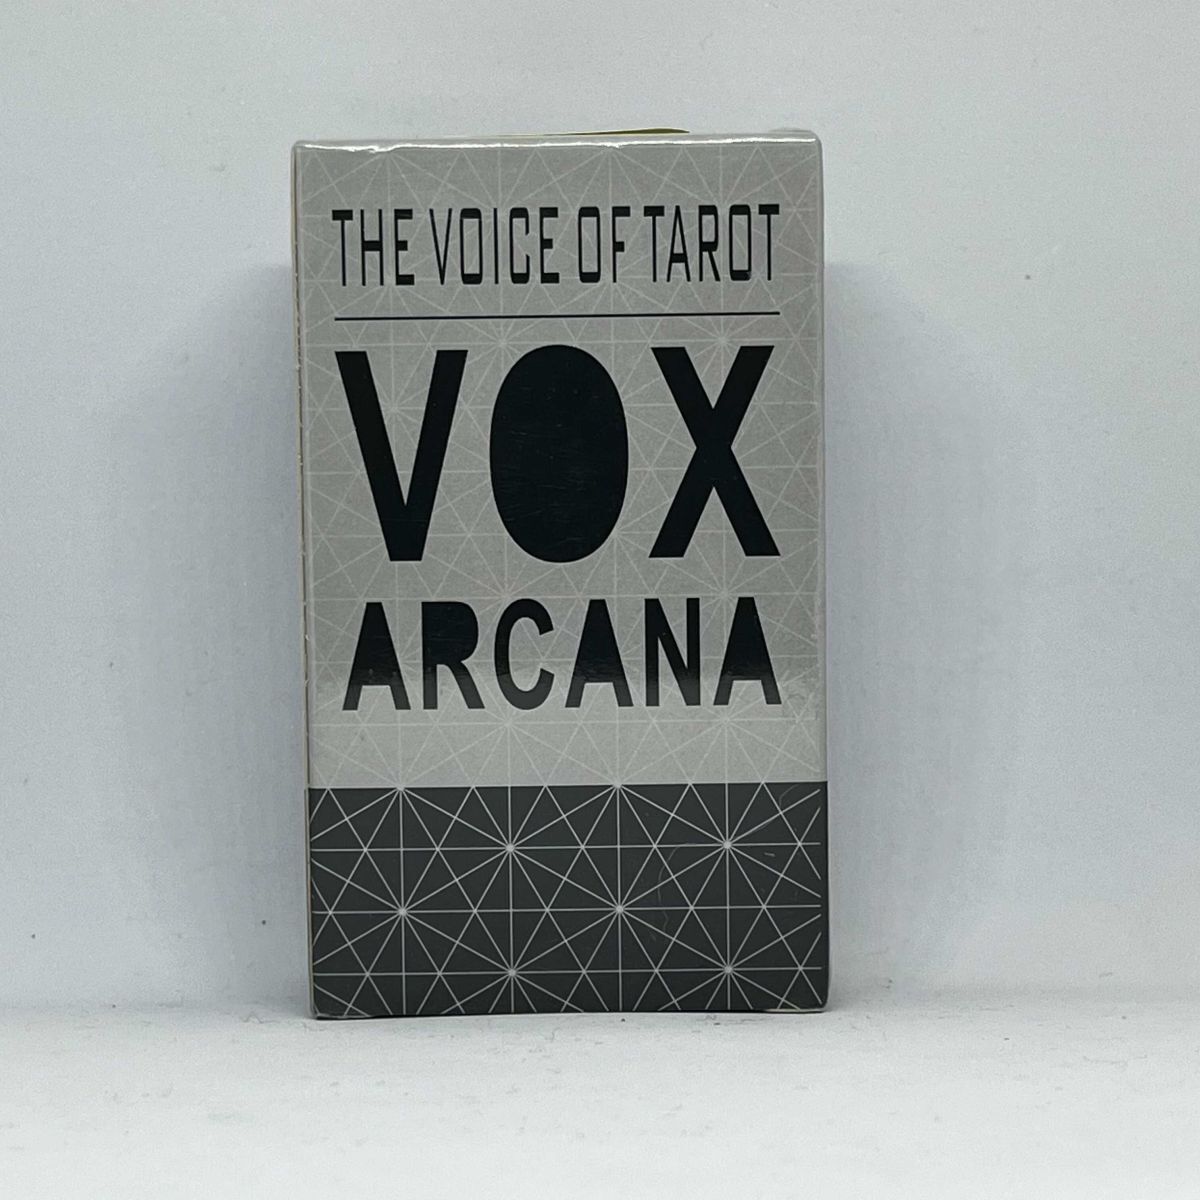 THE VOICE OF TAROT
VOX
ARCANA